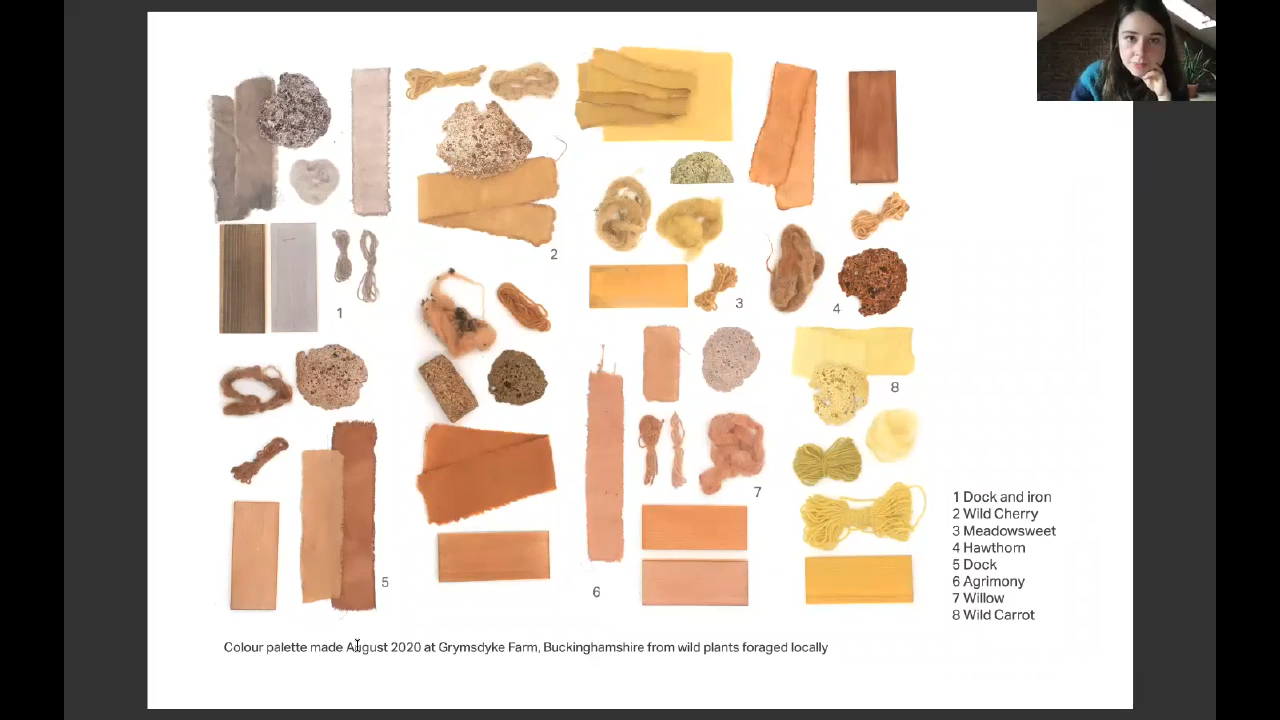 1
2
3
4
5
6
7
8
1 Dock and iron
2 Wild Cherry
3 Meadowsweet
4 Hawthorn
5 Dock
6 Agrimony
7 Willow
8 Wild Carrot
Colour palette made August 2020 at Grymsdyke Farm, Buckinghamshire from wild plants foraged locally